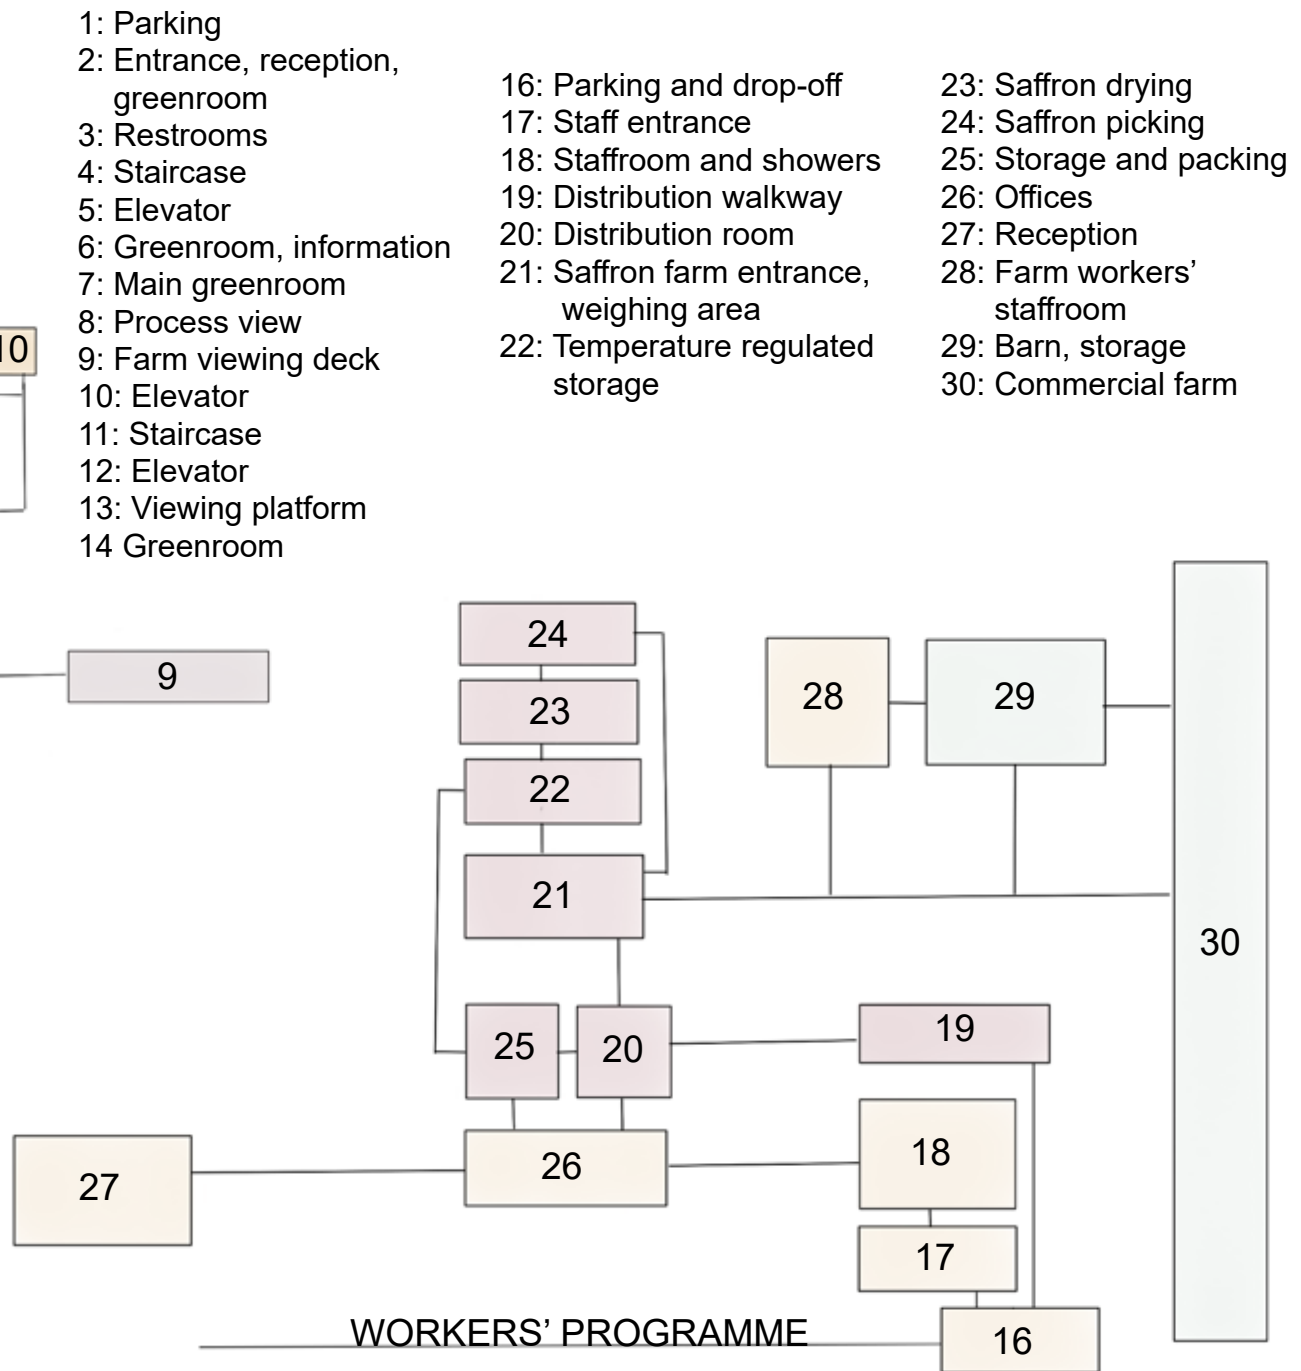 1: Parking
2: Entrance, reception,
greenroom
3: Restrooms
4: Staircase
5: Elevator
6: Greenroom, information
7: Main greenroom
8: Process view
9: Farm viewing deck
10: Elevator
11: Staircase
12: Elevator
13: Viewing platform
14 Greenroom
16: Parking and drop-off
17: Staff entrance
18: Staffroom and showers
19: Distribution walkway
20: Distribution room
21: Saffron farm entrance,
weighing area
22: Temperature regulated
storage
23: Saffron drying
24: Saffron picking
25: Storage and packing
26: Offices
27: Reception
28: Farm workers’
staffroom
29: Barn, storage
30: Commercial farm
10
9
24
23
22
21
28
29
30
25
20
19
27
26
18
17
16
WORKERS’ PROGRAMME